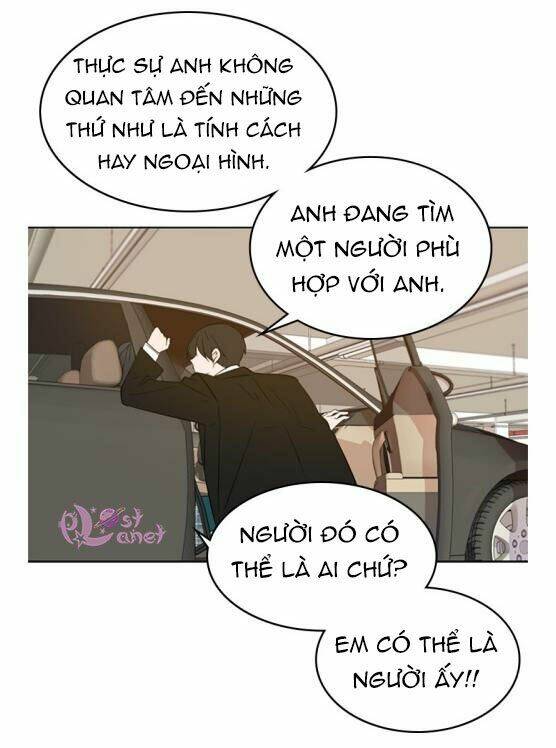 THỰC SỰ ANH KHÔNG
QUAN TÂM ĐẾN NHỮNG
THỨ NHƯ LÀ TÍNH CÁCH
HAY NGOẠI HÌNH.
ANH ĐANG TÌM
MỘT NGƯỜI PHÙ
HỢP VỚI ANH.
Lost
Planet
NGƯỜI ĐÓ CÓ
THỂ LÀ AI CHỨ?
EM CÓ THỂ LÀ
NGƯỜI ẤY!!